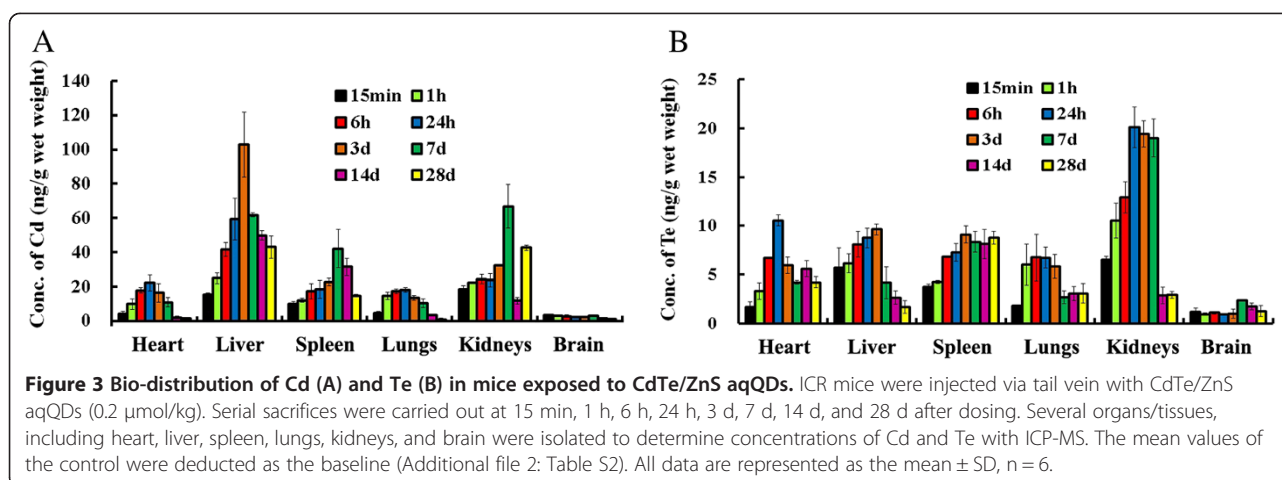 A
B
Conc. of Cd (ng/g wet weight)
140
120
100
80
60
40
20
0
15min 1h
6h 24h
3d 7d
14d 28d
Heart Liver Spleen Lungs Kidneys Brain
Conc. of Te (ng/g wet weight)
25
20
15
10
5
0
15min 1h
6h 24h
3d 7d
14d 28d
Heart Liver Spleen Lungs Kidneys Brain
Figure 3 Bio-distribution of Cd (A) and Te (B) in mice exposed to CdTe/ZnS aqQDs. ICR mice were injected via tail vein with CdTe/ZnS
aqQDs (0.2 μmol/kg). Serial sacrifices were carried out at 15 min, 1 h, 6 h, 24 h, 3 d, 7 d, 14 d, and 28 d after dosing. Several organs/tissues,
including heart, liver, spleen, lungs, kidneys, and brain were isolated to determine concentrations of Cd and Te with ICP-MS. The mean values of
the control were deducted as the baseline (Additional file 2: Table S2). All data are represented as the mean ± SD, n = 6.